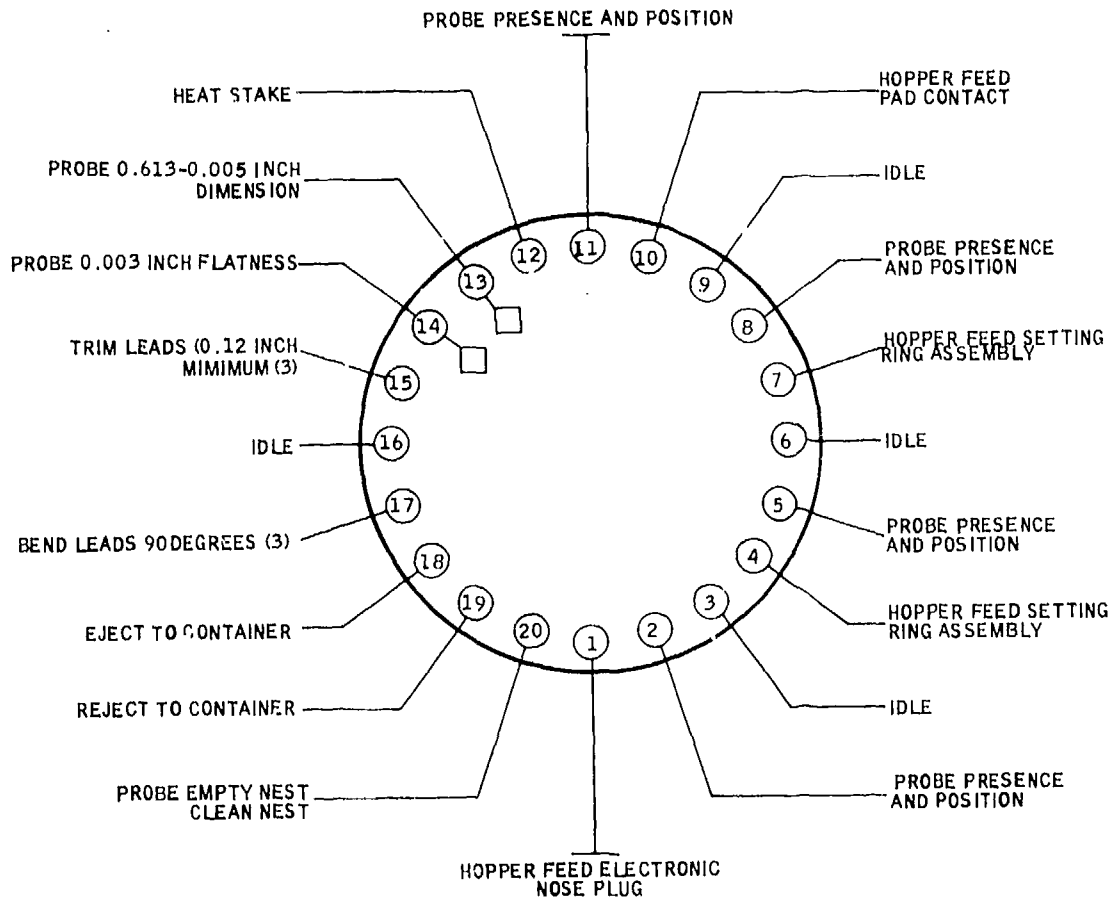 PROBE PRESENCE AND POSITION
HEAT STAKE
HOPPER FEED
PAD CONTACT
PROBE 0.613-0.005 INCH
DIMENSION
IDLE
PROBE 0.003 INCH FLATNESS
PROBE PRESENCE
AND POSITION
TRIM LEADS (0.12 INCH
MIMIMUM (3)
HOPPER FEED SETTING
RING ASSEMBLY
IDLE
IDLE
BEND LEADS 90 DEGREES (3)
PROBE PRESENCE
AND POSITION
EJECT TO CONTAINER
HOPPER FEED SETTING
RING ASSEMBLY
REJECT TO CONTAINER
IDLE
PROBE EMPTY NEST
CLEAN NEST
PROBE PRESENCE
AND POSITION
HOPPER FEED ELECTRONIC
NOSE PLUG
1
2
3
4
5
6
7
8
9
10
11
12
13
14
15
16
17
18
19
20